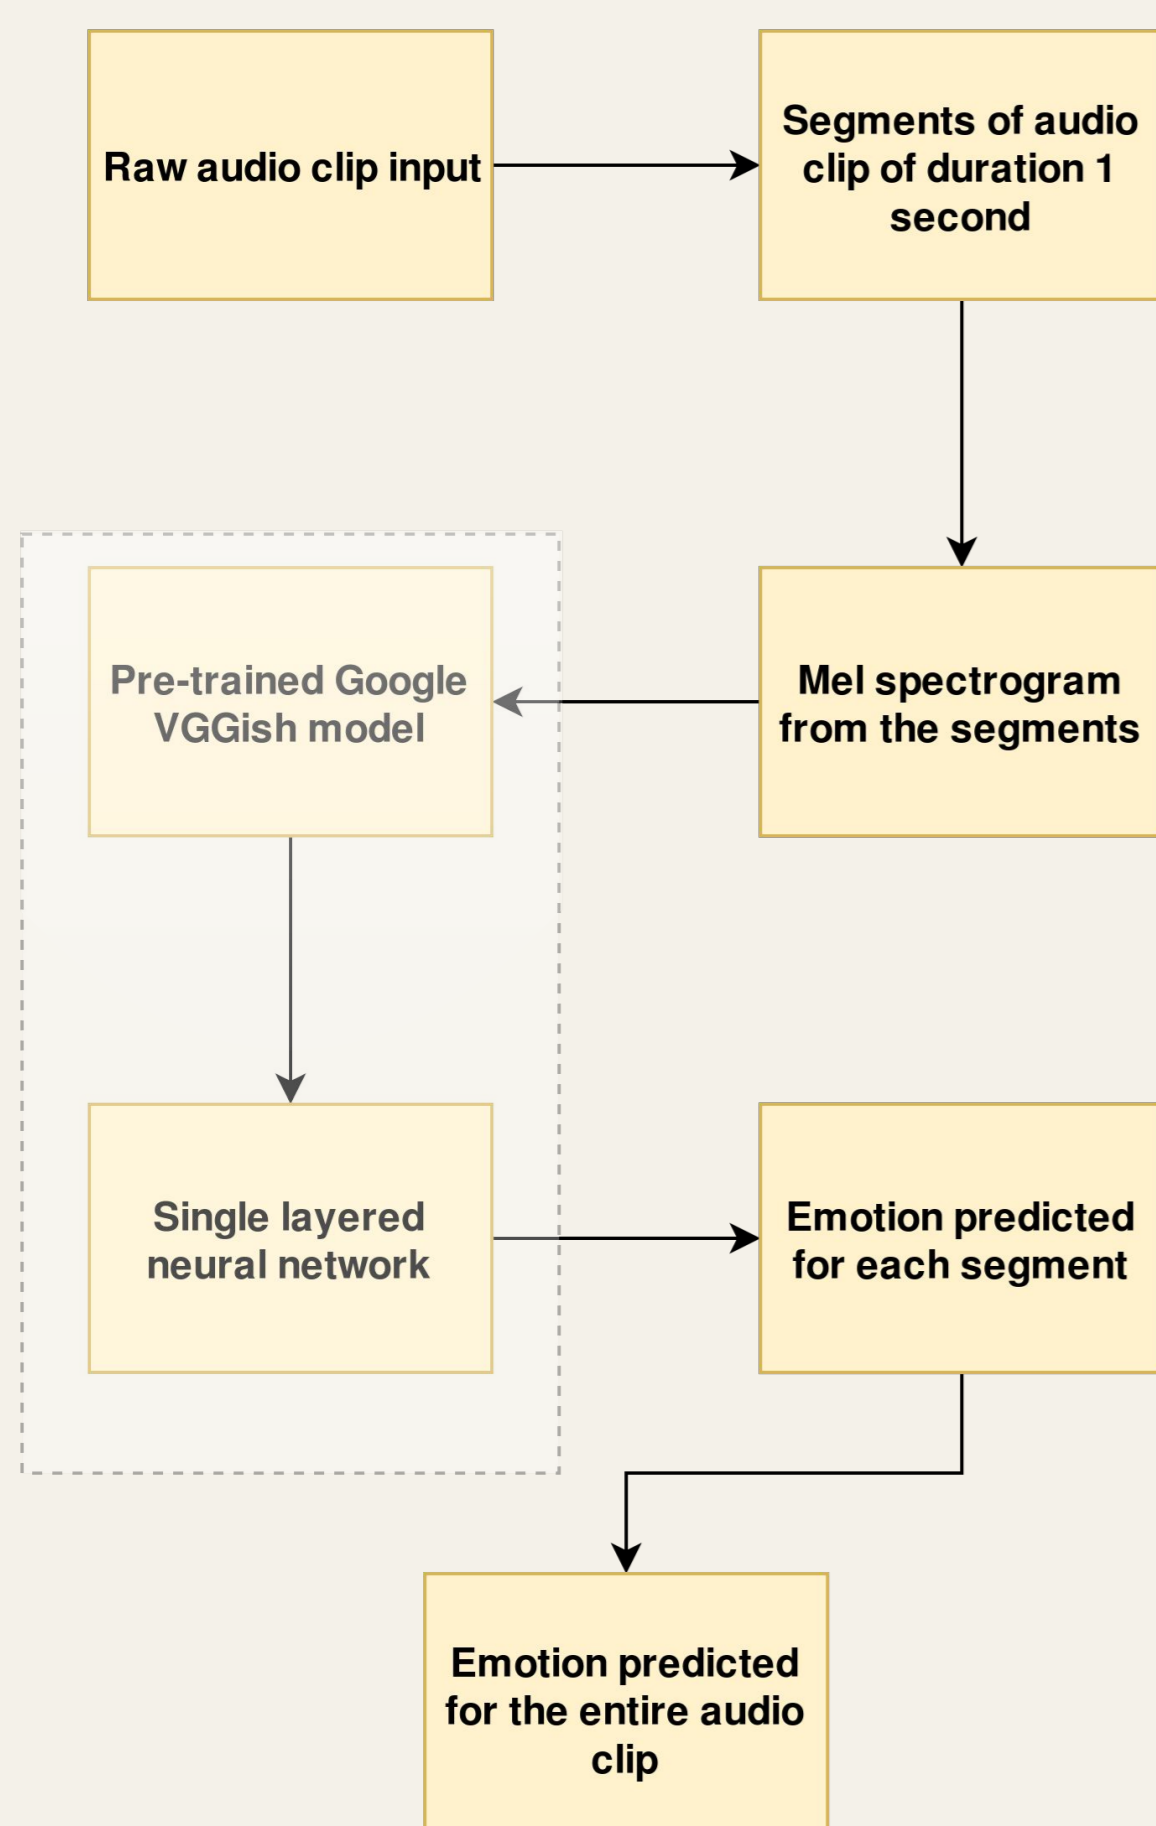 Raw audio clip input
Segments of audio
clip of duration 1
second
Pre-trained Google
VGGish model
Mel spectrogram
from the segments
Single layered
neural network
Emotion predicted
for each segment
Emotion predicted
for the entire audio
clip